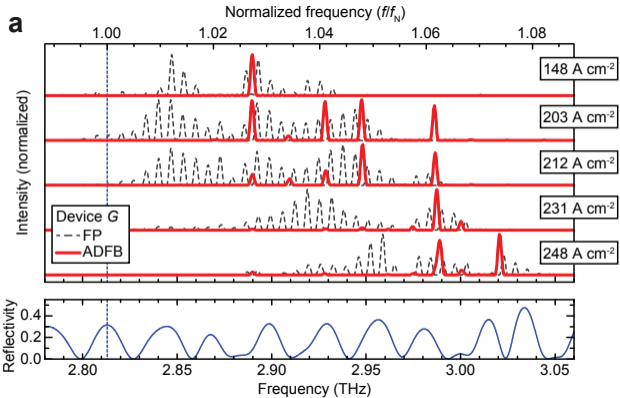 a
Normalized frequency (f/fN)
1.00 1.02 1.04 1.06 1.08
Intensity (normalized)
148 A cm-2
203 A cm-2
212 A cm-2
231 A cm-2
248 A cm-2
Device G
FP
ADFB
Reflectivity
0.4
0.2
0.0
2.80 2.85 2.90 2.95 3.00 3.05
Frequency (THz)